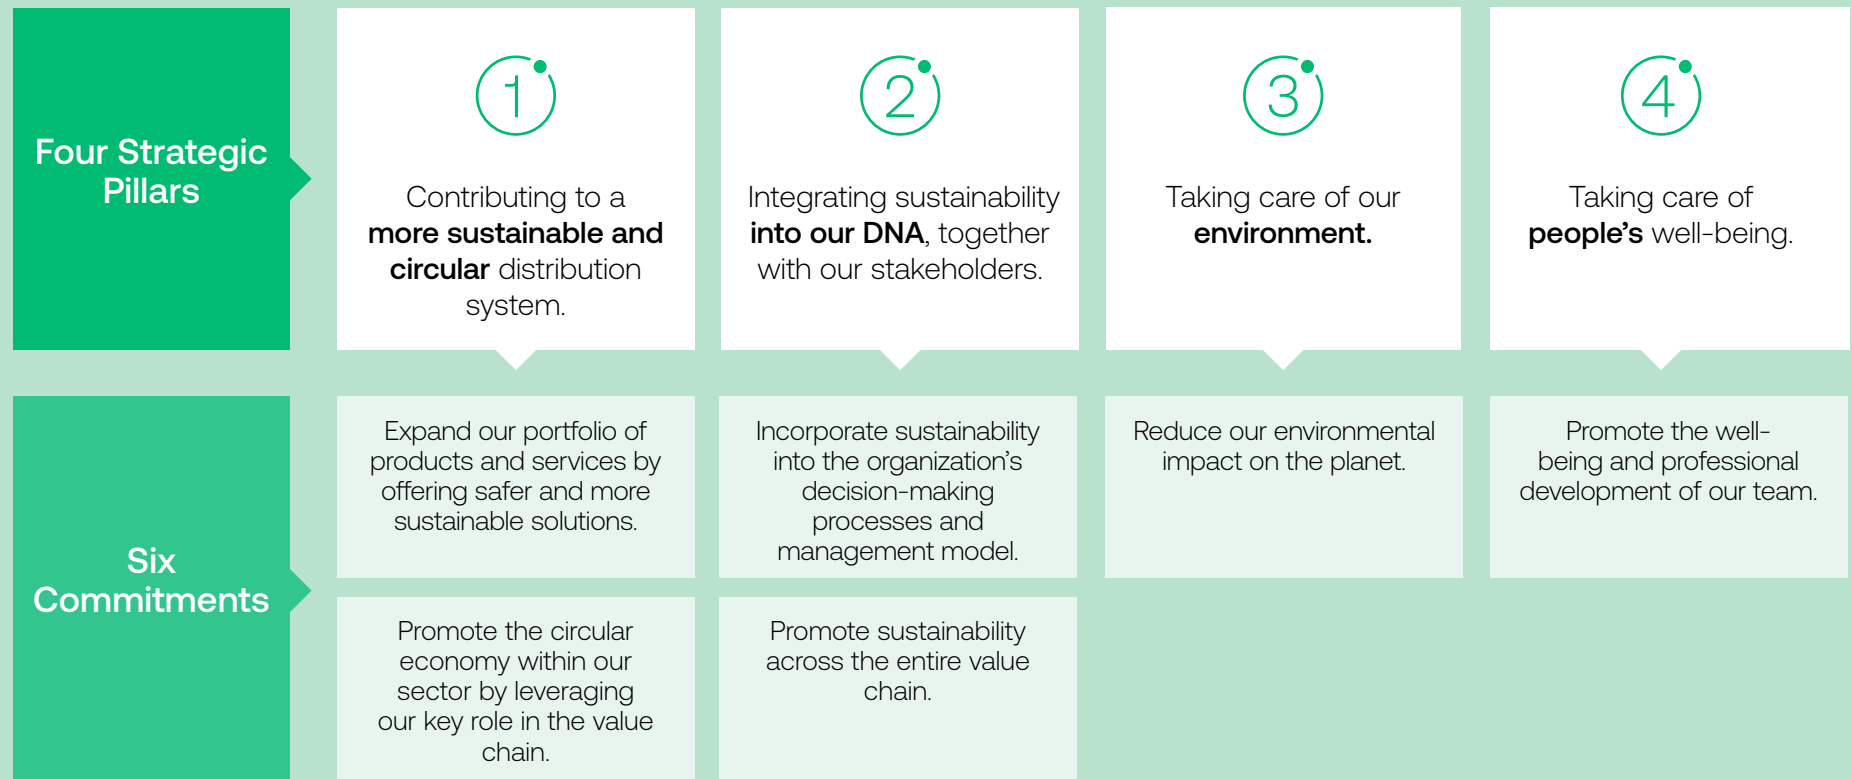 Four Strategic
Pillars
1
Contributing to a
more sustainable and
circular distribution
system.
2
Integrating sustainability
into our DNA, together
with our stakeholders.
3
Taking care of our
environment.
4
Taking care of
people’s well-being.
Six
Commitments
Expand our portfolio of
products and services by
offering safer and more
sustainable solutions.
Incorporate sustainability
into the organization’s
decision-making
processes and
management model.
Reduce our environmental
impact on the planet.
Promote the well-
being and professional
development of our team.
Promote the circular
economy within our
sector by leveraging
our key role in the value
chain.
Promote sustainability
across the entire value
chain.